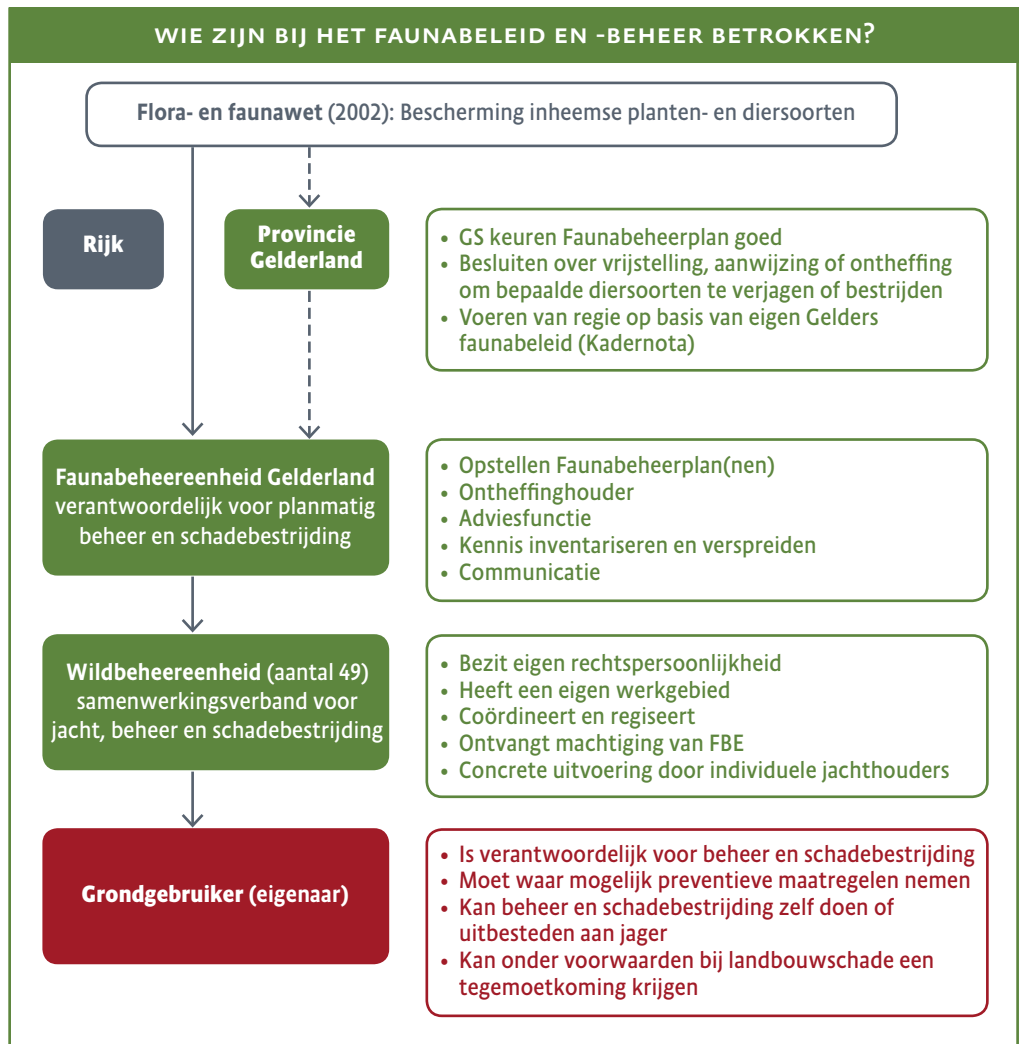 WIE ZIJN BIJ HET FAUNABELEID EN -BEHEER BETROKKEN?
Flora- en faunawet (2002): Bescherming inheemse planten- en diersoorten
Rijk
Provincie
Gelderland
• GS keuren Faunabeheerplan goed
• Besluiten over vrijstelling, aanwijzing of ontheffing
om bepaalde diersoorten te verjagen of bestrijden
• Voeren van regie op basis van eigen Gelders
faunabeleid (Kadernota)
Faunabeheereenheid Gelderland
verantwoordelijk voor planmatig
beheer en schadebestrijding
• Opstellen Faunabeheerplan(nen)
• Ontheffinghouder
• Adviesfunctie
• Kennis inventariseren en verspreiden
• Communicatie
Wildbeheereenheid (aantal 49)
samenwerkingsverband voor
jacht, beheer en schadebestrijding
• Bezit eigen rechtspersoonlijkheid
• Heeft een eigen werkgebied
• Coördineert en regiseert
• Ontvangt machtiging van FBE
• Concrete uitvoering door individuele jachthouders
Grondgebruiker (eigenaar)
• Is verantwoordelijk voor beheer en schadebestrijding
• Moet waar mogelijk preventieve maatregelen nemen
• Kan beheer en schadebestrijding zelf doen of
uitbesteden aan jager
• Kan onder voorwaarden bij landbouwschade een
tegemoetkoming krijgen